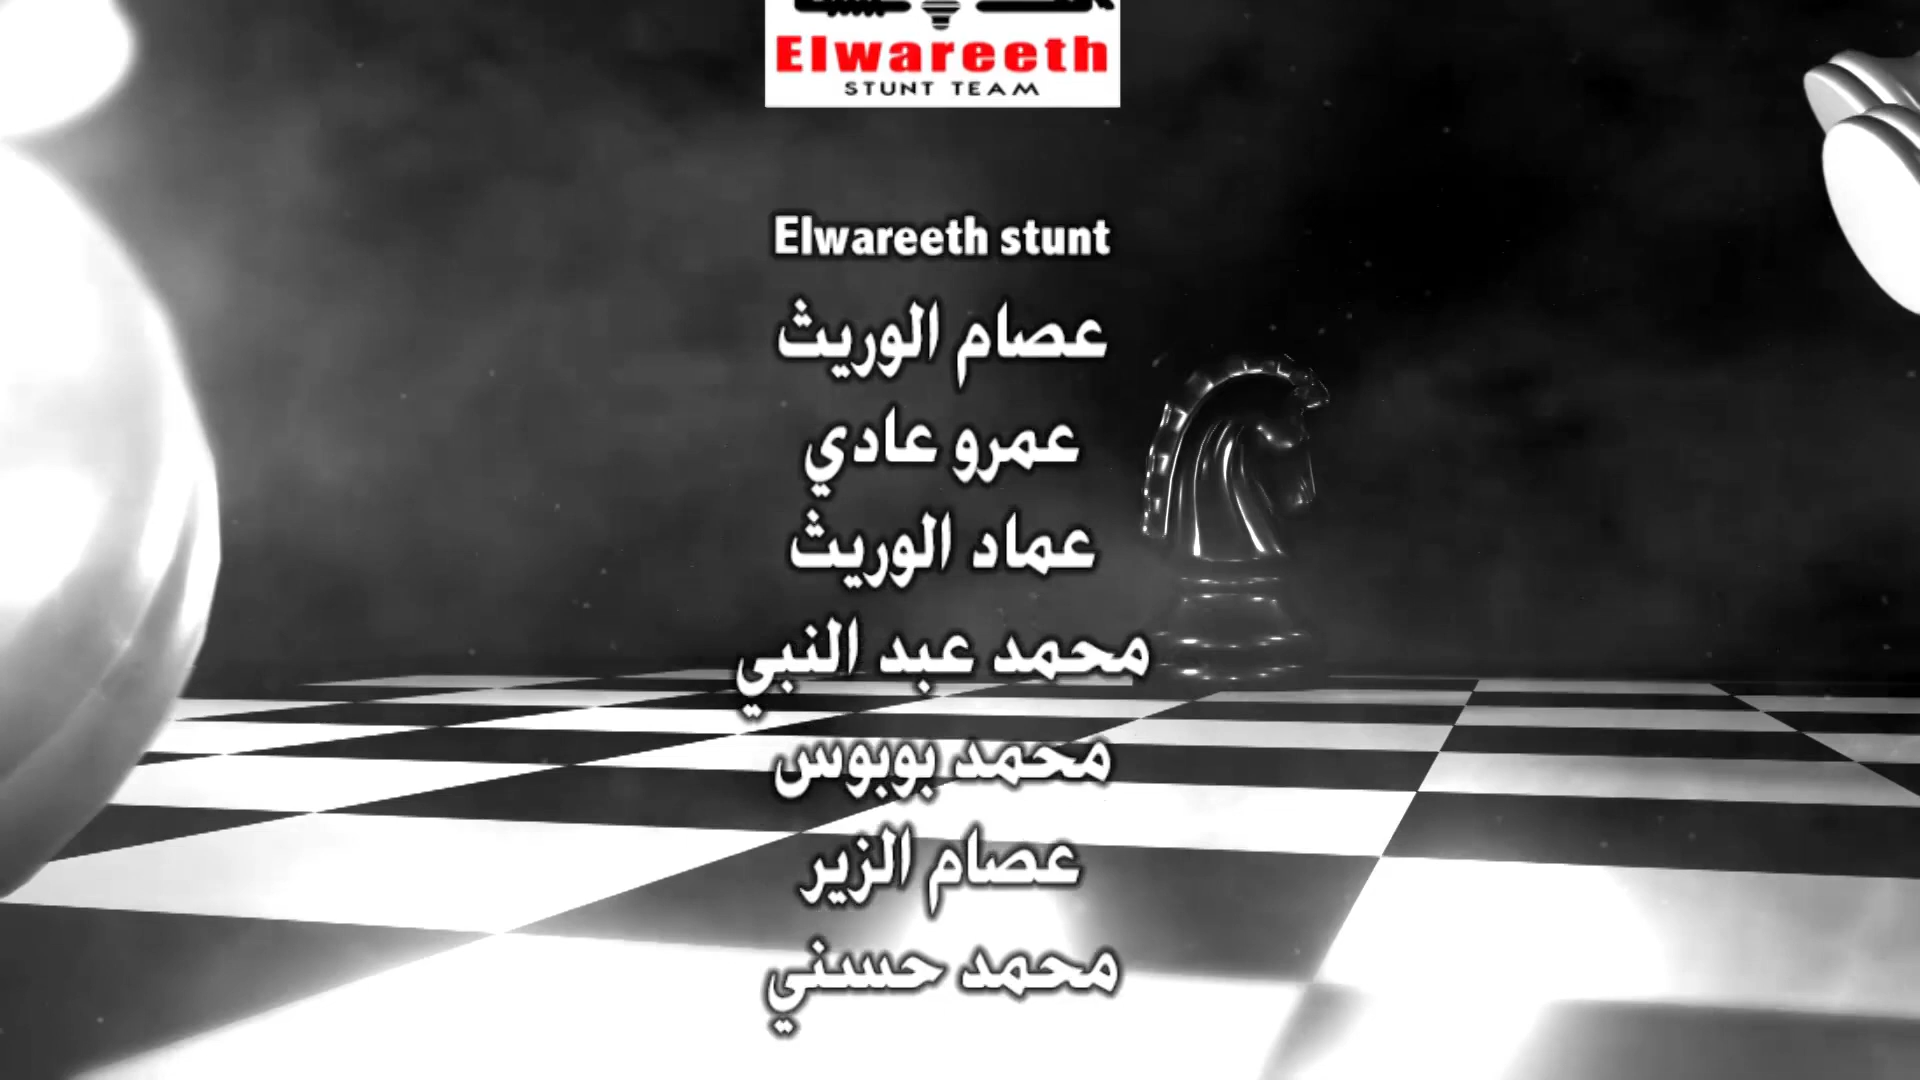 Elwareeth
STUNT TEAM
Elwareeth stunt
عصام الوريث
عمرو عادي
عماد الوريث
محمد عبد النبي
محمد بوبوس
عصام الزير
محمد حسني